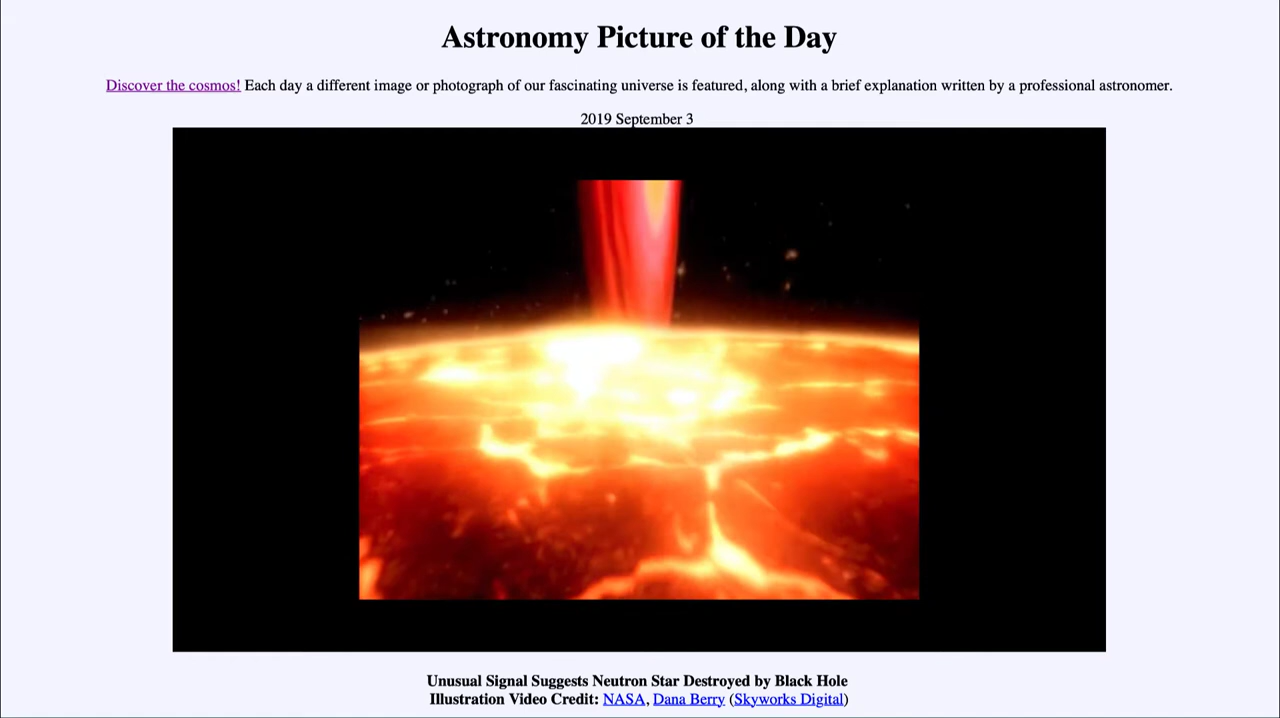 Astronomy Picture of the Day
Discover the cosmos! Each day a different image or photograph of our fascinating universe is featured, along with a brief explanation written by a professional astronomer.
2019 September 3
Unusual Signal Suggests Neutron Star Destroyed by Black Hole
Illustration Video Credit: NASA, Dana Berry (Skyworks Digital)